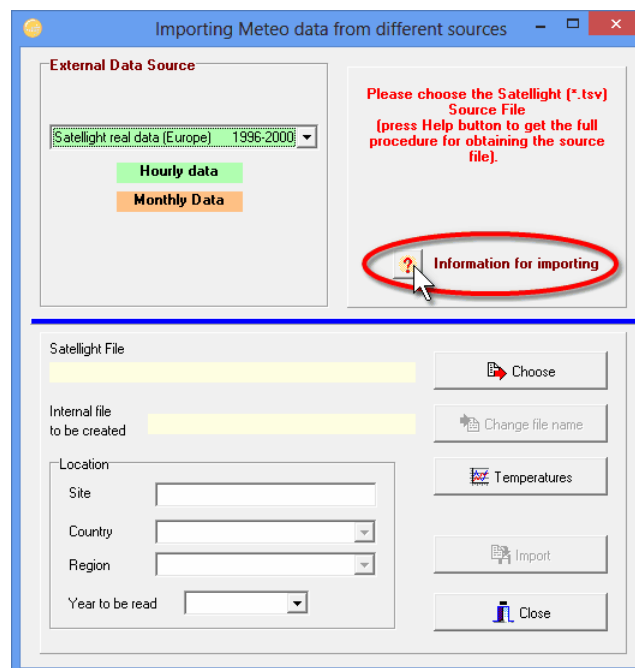 Importing Meteo data from different sources
External Data Source
Satellight real data (Europe) 1996-2000
Hourly data
Monthly Data
Please choose the Satellight (*.tsv)
Source File
(press Help button to get the full
procedure for obtaining the source
file).
? Information for importing
Satellight File
Choose
Internal file
to be created
Change file name
Location
Temperatures
Site
Country
Region
Import
Year to be read
Close